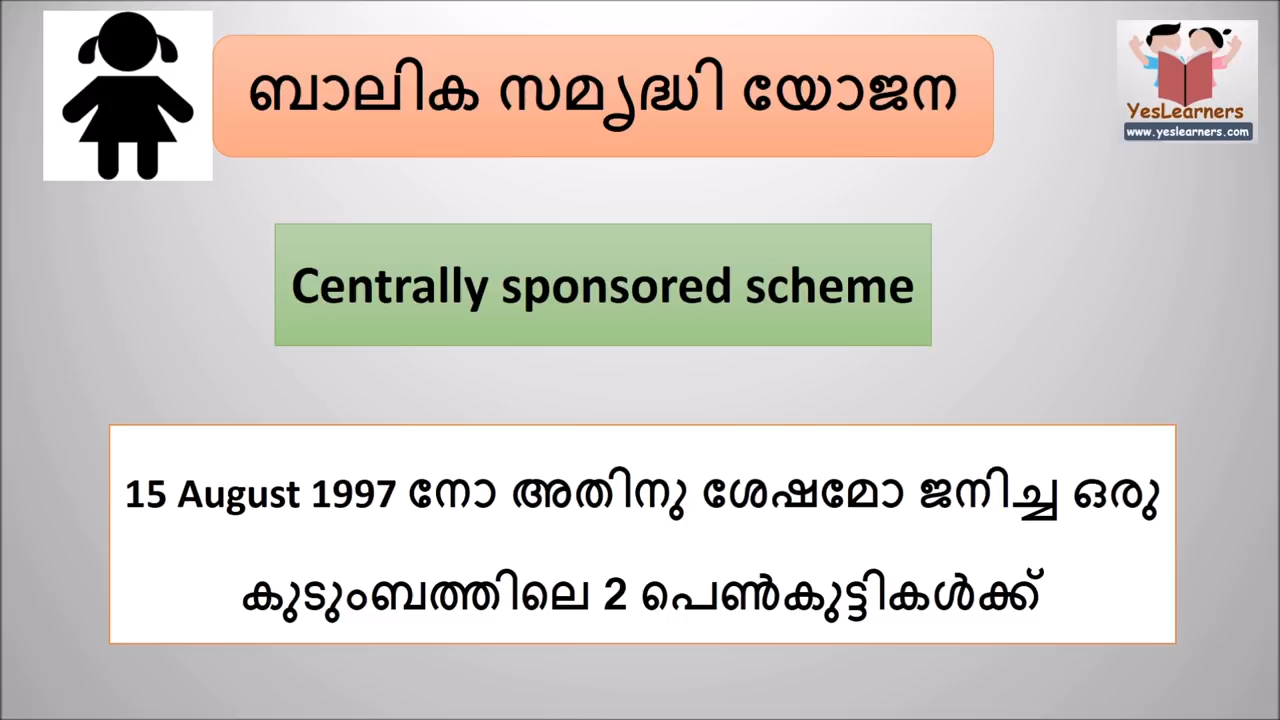 ബാലിക സമൃദ്ധി യോജന
YesLearners
www.yeslearners.com
Centrally sponsored scheme
15 August 1997 നോ അതിനു ശേഷമോ ജനിച്ച ഒരു
കുടുംബത്തിലെ 2 പെൺകുട്ടികൾക്ക്